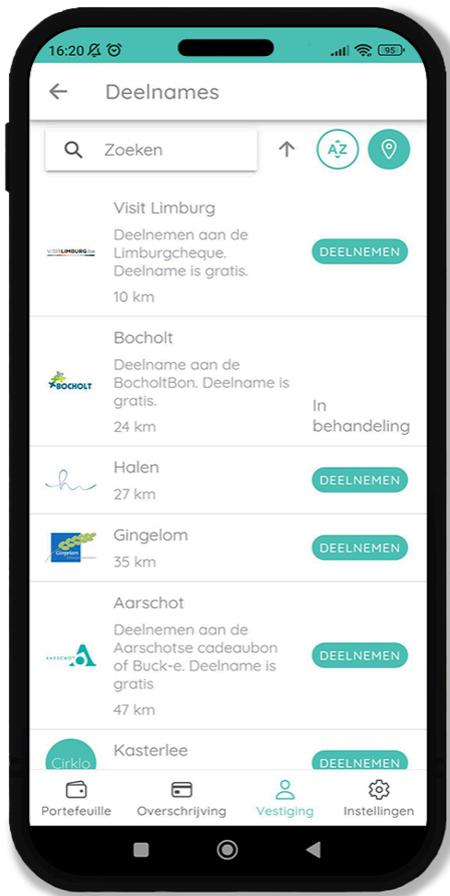 16:20
95
Deelnames
Zoeken
AZ
Visit Limburg
Deelnemen aan de
Limburgcheque.
Deelname is gratis.
10 km
VISITLIMBURG.be
DEELNEMEN
Bocholt
Deelname aan de
BocholtBon. Deelname is
gratis.
24 km
BOCHOLT
In
behandeling
Halen
27 km
h
DEELNEMEN
Gingelom
35 km
Gingelom
DEELNEMEN
Aarschot
Deelnemen aan de
Aarschotse cadeaubon
of Buck-e. Deelname is
gratis
47 km
AARSCHOT
DEELNEMEN
Kasterlee
Cirklo
DEELNEMEN
Portefeuille
Overschrijving
Vestiging
Instellingen